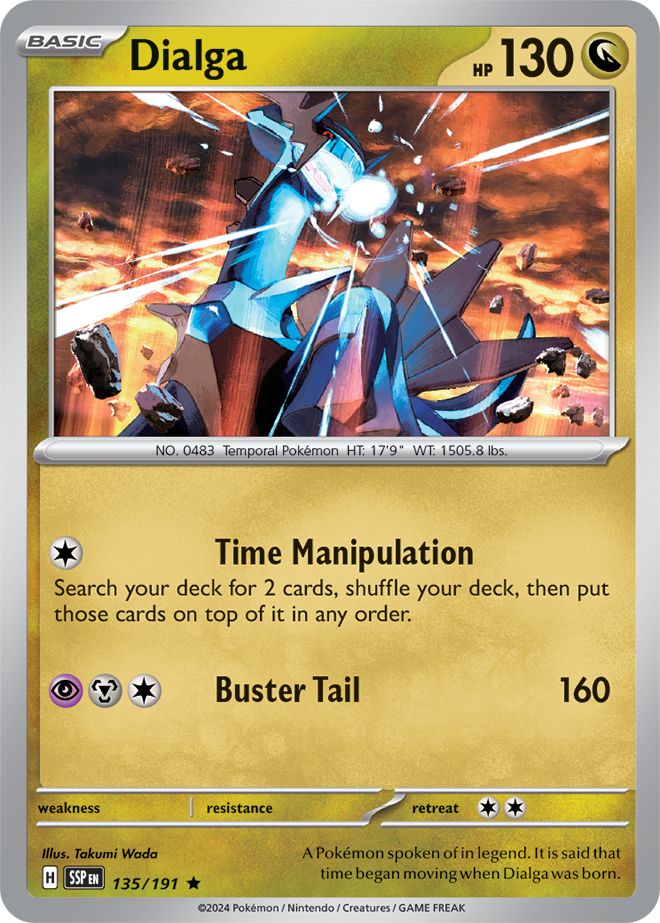 BASIC Dialga HP 130
NO. 0483 Temporal Pokémon HT: 17'9" WT: 1505.8 lbs.
Time Manipulation
Search your deck for 2 cards, shuffle your deck, then put
those cards on top of it in any order.
Buster Tail 160
weakness resistance retreat
Illus. Takumi Wada
H SSP EN 135/191 ★
A Pokémon spoken of in legend. It is said that
time began moving when Dialga was born.
©2024 Pokémon / Nintendo / Creatures / GAME FREAK